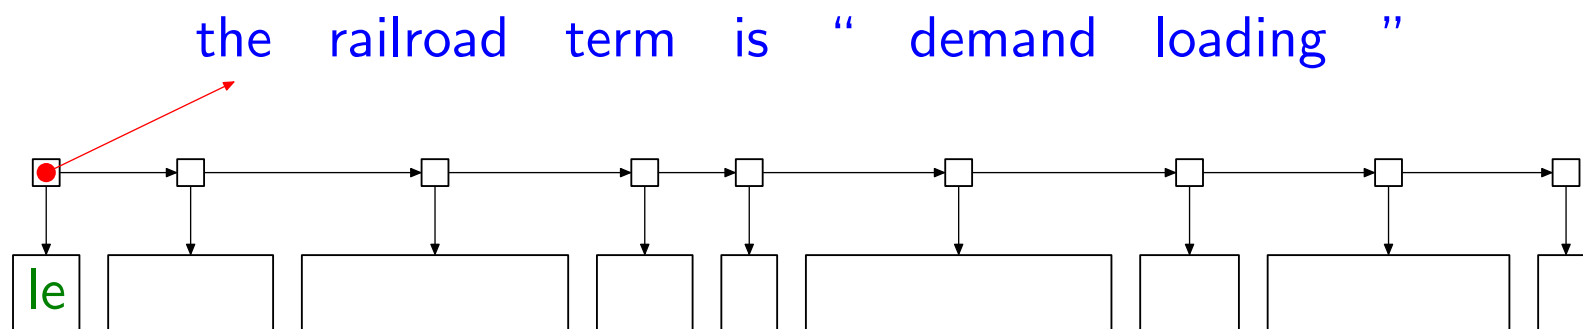 the railroad term is “ demand loading ”
le